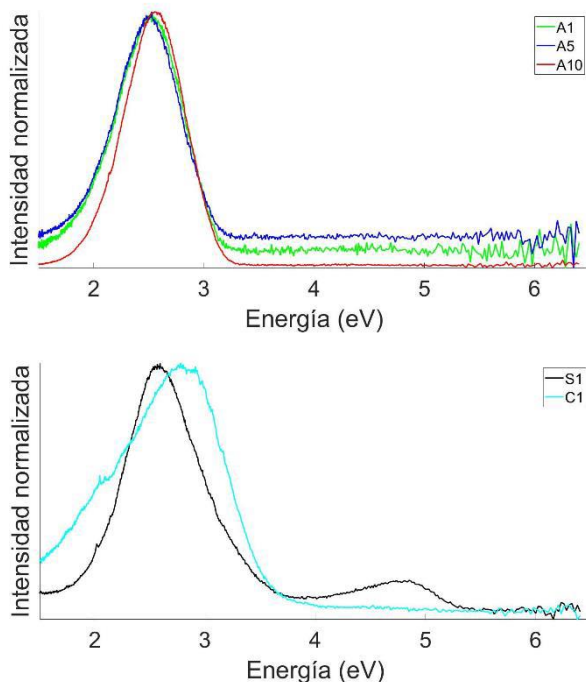 Intensidad normalizada
A1
A5
A10
2 3 4 5 6
Energía (eV)
Intensidad normalizada
S1
C1
2 3 4 5 6
Energía (eV)